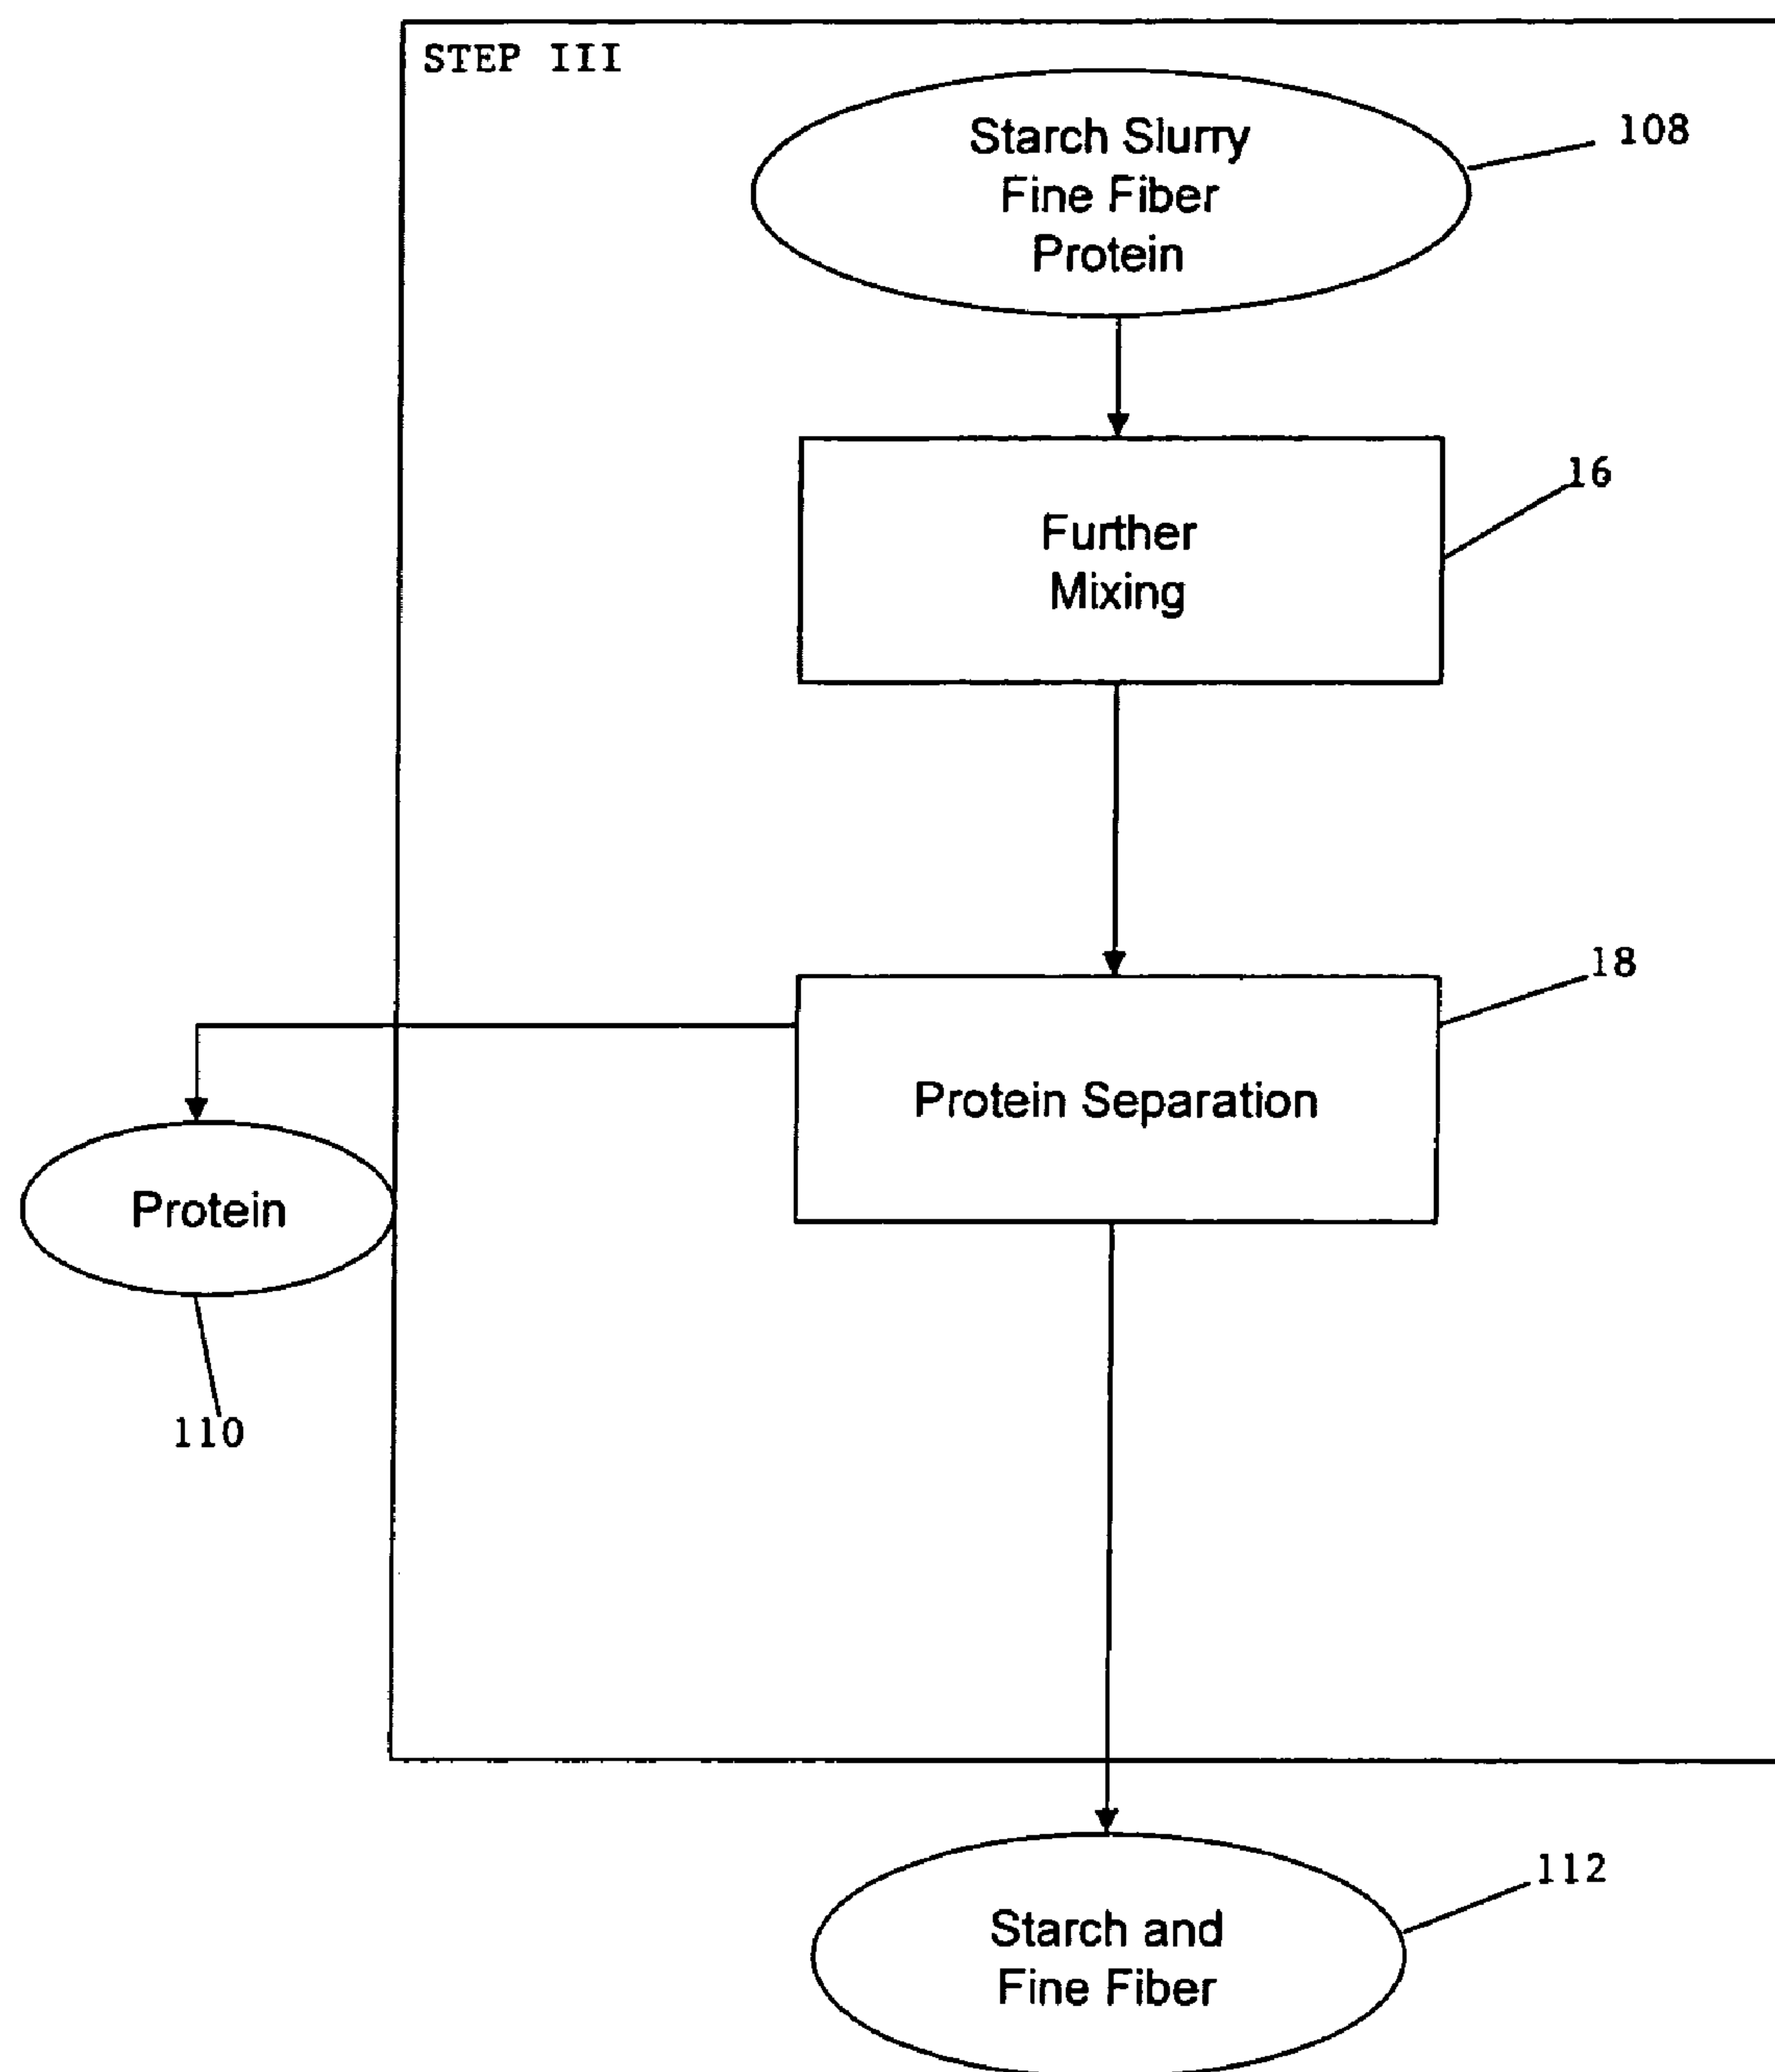 STEP III
Starch Slurry
Fine Fiber
Protein
108
Further
Mixing
16
Protein Separation
18
Protein
110
Starch and
Fine Fiber
112